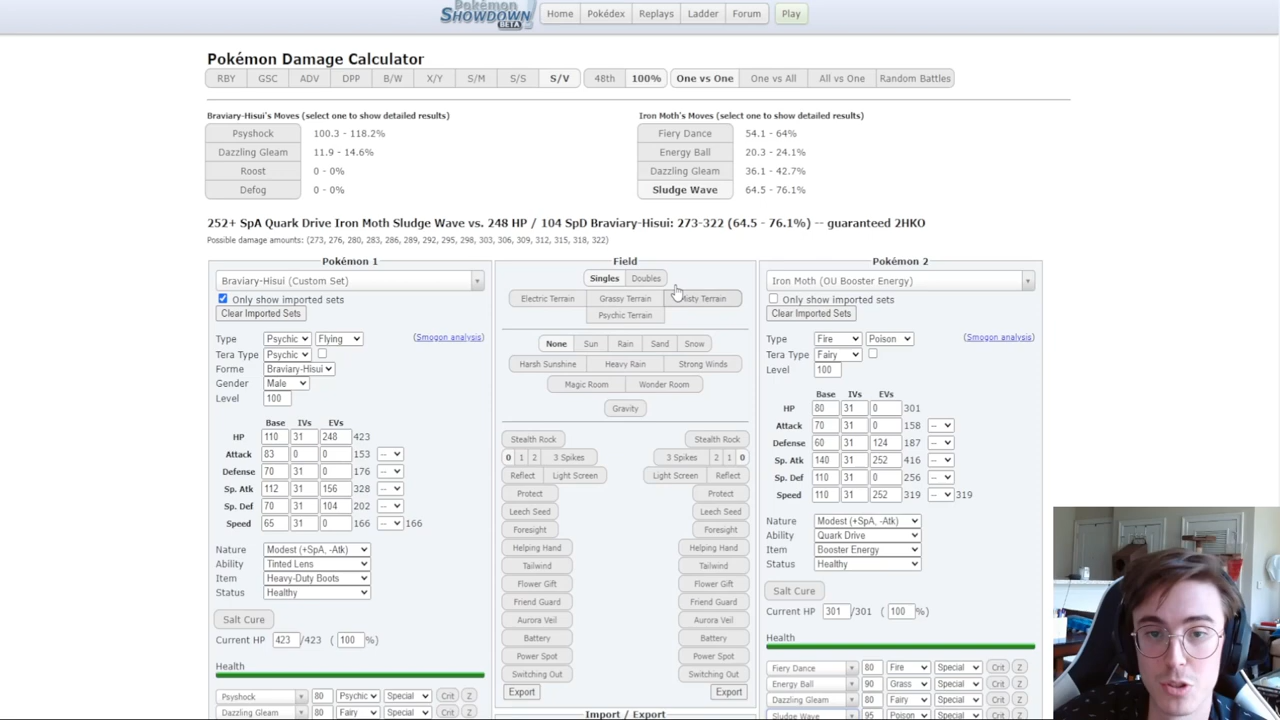 Pokémon
SHOWDOWN
BETA
Home Pokédex Replays Ladder Forum Play
Pokémon Damage Calculator
RBY GSC ADV DPP B/W X/Y S/M S/S S/V 48th 100% One vs One One vs All All vs One Random Battles
Braviary-Hisui's Moves (select one to show detailed results) Iron Moth's Moves (select one to show detailed results)
Psyshock 100.3 - 118.2% Fiery Dance 54.1 - 64%
Dazzling Gleam 11.9 - 14.6% Energy Ball 20.3 - 24.1%
Roost 0 - 0% Dazzling Gleam 36.1 - 42.7%
Defog 0 - 0% Sludge Wave 64.5 - 76.1%
252+ SpA Quark Drive Iron Moth Sludge Wave vs. 248 HP / 104 SpD Braviary-Hisui: 273-322 (64.5 - 76.1%) -- guaranteed 2HKO
Possible damage amounts: (273, 276, 280, 283, 286, 289, 292, 295, 298, 303, 306, 309, 312, 315, 318, 322)
Pokémon 1 Field Pokémon 2
Braviary-Hisui (Custom Set) Singles Doubles Iron Moth (OU Booster Energy)
Only show imported sets Electric Terrain Grassy Terrain Misty Terrain Only show imported sets
Clear Imported Sets Psychic Terrain Clear Imported Sets
Type Psychic Flying (Smogon analysis) None Sun Rain Sand Snow Type Fire Poison (Smogon analysis)
Tera Type Psychic Harsh Sunshine Heavy Rain Strong Winds Tera Type Fairy
Forme Braviary-Hisui Level 100
Gender Male Magic Room Wonder Room
Level 100 Gravity
Base IVs EVs Base IVs EVs
HP 110 31 248 423 Stealth Rock Stealth Rock HP 80 31 0 301
Attack 83 0 0 153 -- 0 1 2 3 Spikes 3 Spikes 2 1 0 Attack 70 31 0 158 --
Defense 70 31 0 176 -- Reflect Light Screen Light Screen Reflect Defense 60 31 124 187 --
Sp. Atk 112 31 156 328 -- Protect Protect Sp. Atk 140 31 252 416 --
Sp. Def 70 31 104 202 -- Leech Seed Leech Seed Sp. Def 110 31 0 256 --
Speed 65 31 0 166 -- 166 Foresight Foresight Speed 110 31 252 319 -- 319
Nature Modest (+SpA, -Atk) Helping Hand Helping Hand Nature Modest (+SpA, -Atk)
Ability Tinted Lens Tailwind Tailwind Ability Quark Drive
Item Heavy-Duty Boots Flower Gift Flower Gift Item Booster Energy
Status Healthy Friend Guard Friend Guard Status Healthy
Salt Cure Aurora Veil Aurora Veil Salt Cure
Current HP 423 /423 ( 100 %) Battery Battery Current HP 301 /301 ( 100 %)
Health Power Spot Power Spot Health
Switching Out Switching Out Fiery Dance 80 Fire Special Crit Z
Export Export Energy Ball 90 Grass Special Crit Z
Psyshock 80 Psychic Special Crit Z Dazzling Gleam 80 Fairy Special Crit Z
Dazzling Gleam 80 Fairy Special Crit Z Import / Export Sludge Wave 95 Poison Special Crit Z